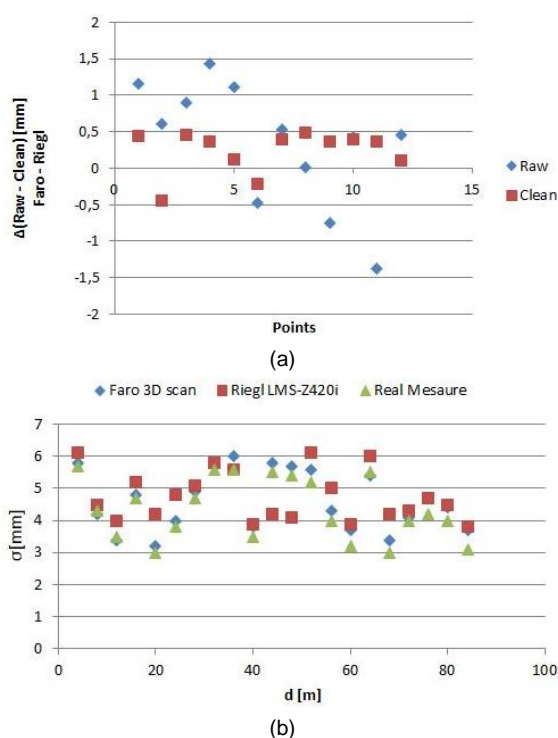 2
1,5
1
0,5
0
-0,5
-1
-1,5
-2
0 5 10 15
Δ(Raw - Clean) [mm]
Faro - Riegl
Points
Raw
Clean
(a)
Faro 3D scan Riegl LMS-Z420i Real Mesaure
7
6
5
4
3
2
1
0
0 20 40 60 80 100
σ[mm]
d [m]
(b)